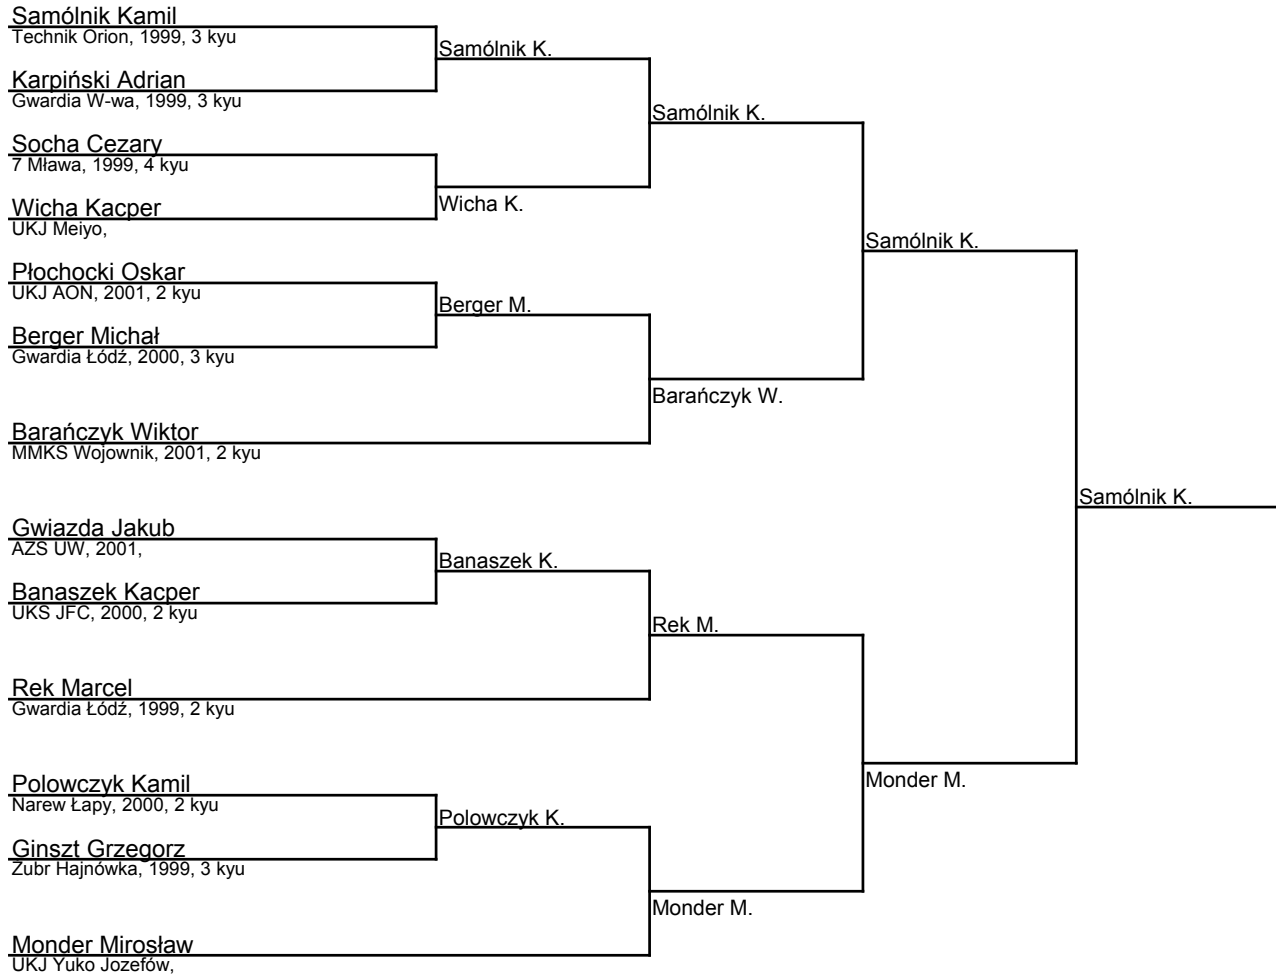 Samólnik Kamil
Technik Orion, 1999, 3 kyu
Samólnik K.
Karpiński Adrian
Gwardia W-wa, 1999, 3 kyu
Samólnik K.
Socha Cezary
7 Mława, 1999, 4 kyu
Wicha Kacper
Wicha K.
UKJ Meiyo,
Samólnik K.
Płochocki Oskar
UKJ AON, 2001, 2 kyu
Berger M.
Berger Michał
Gwardia Łódź, 2000, 3 kyu
Barańczyk W.
Barańczyk Wiktor
MMKS Wojownik, 2001, 2 kyu
Samólnik K.
Gwiazda Jakub
AZS UW, 2001,
Banaszek K.
Banaszek Kacper
UKS JFC, 2000, 2 kyu
Rek M.
Rek Marcel
Gwardia Łódź, 1999, 2 kyu
Monder M.
Polowczyk Kamil
Narew Łapy, 2000, 2 kyu
Polowczyk K.
Ginszt Grzegorz
Żubr Hajnówka, 1999, 3 kyu
Monder M.
Monder Mirosław
UKJ Yuko Jozefów,